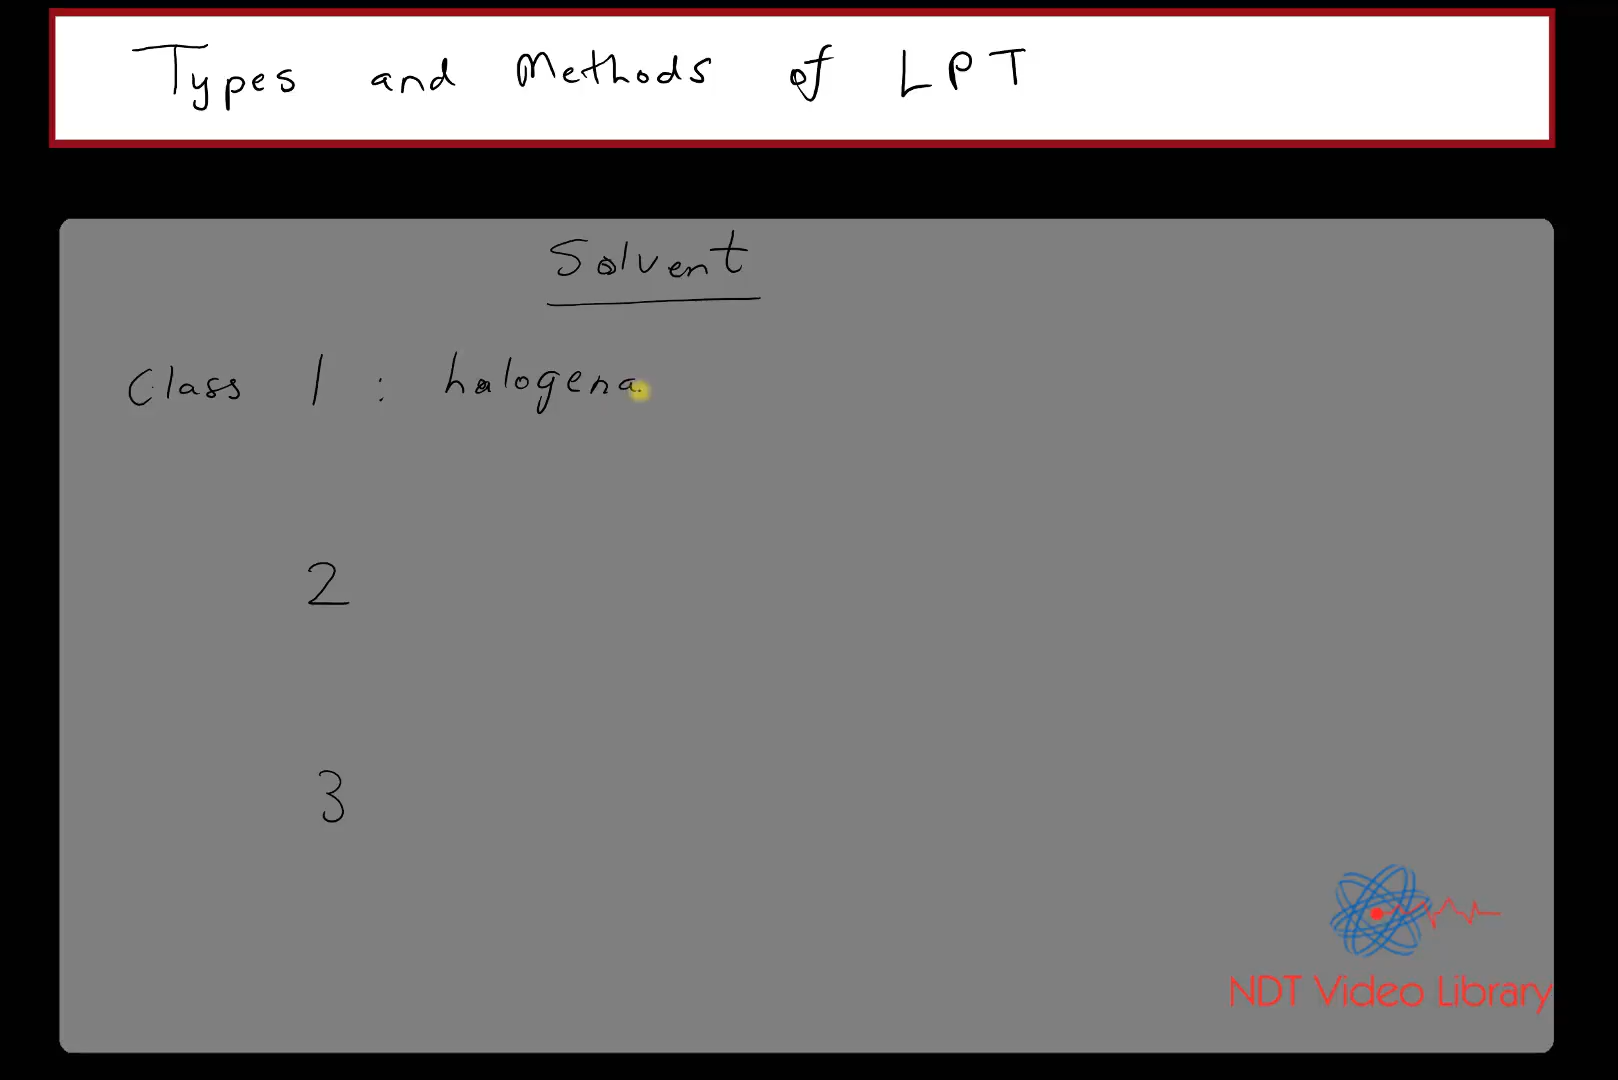 Types and Methods of LPT
Solvent
Class 1 : halogena
2
3
NDT Video Library